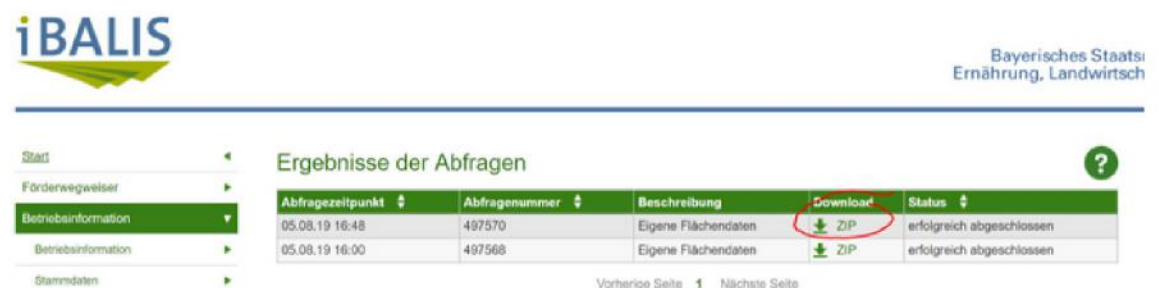 iBALIS
Bayerisches Staats
Ernährung, Landwirtsch
Start
Förderwegweiser
Betriebsinformation
Betriebsinformation
Stammdaten
Ergebnisse der Abfragen
?
Abfragezeitpunkt Abfragenummer Beschreibung Download Status
05.08.19 16:48 497570 Eigene Flächendaten ZIP erfolgreich abgeschlossen
05.08.19 16:00 497568 Eigene Flächendaten ZIP erfolgreich abgeschlossen
Vorherige Seite 1 Nächste Seite